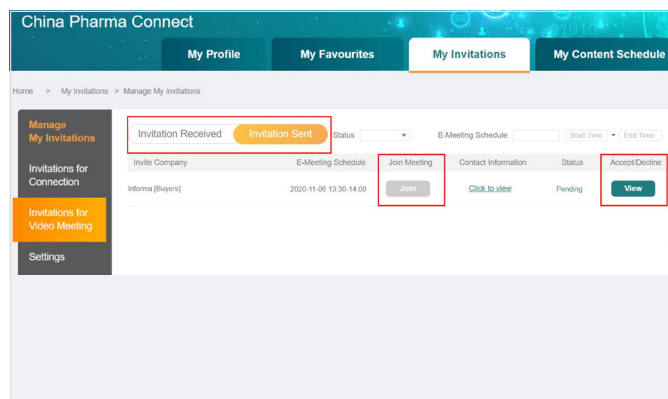 China Pharma Connect
My Profile
My Favourites
My Invitations
My Content Schedule
Home > My Invitations > Manage My Invitations
Manage
My Invitations
Invitations for
Connection
Invitations for
Video Meeting
Settings
Invitation Received
Invitation Sent
Status
E-Meeting Schedule
Start Time - End Time
Invite Company
E-Meeting Schedule
Join Meeting
Contact Information
Status
Accept/Decline
Informa [Buyers]
2020-11-06 13:30-14:00
Join
Click to view
Pending
View